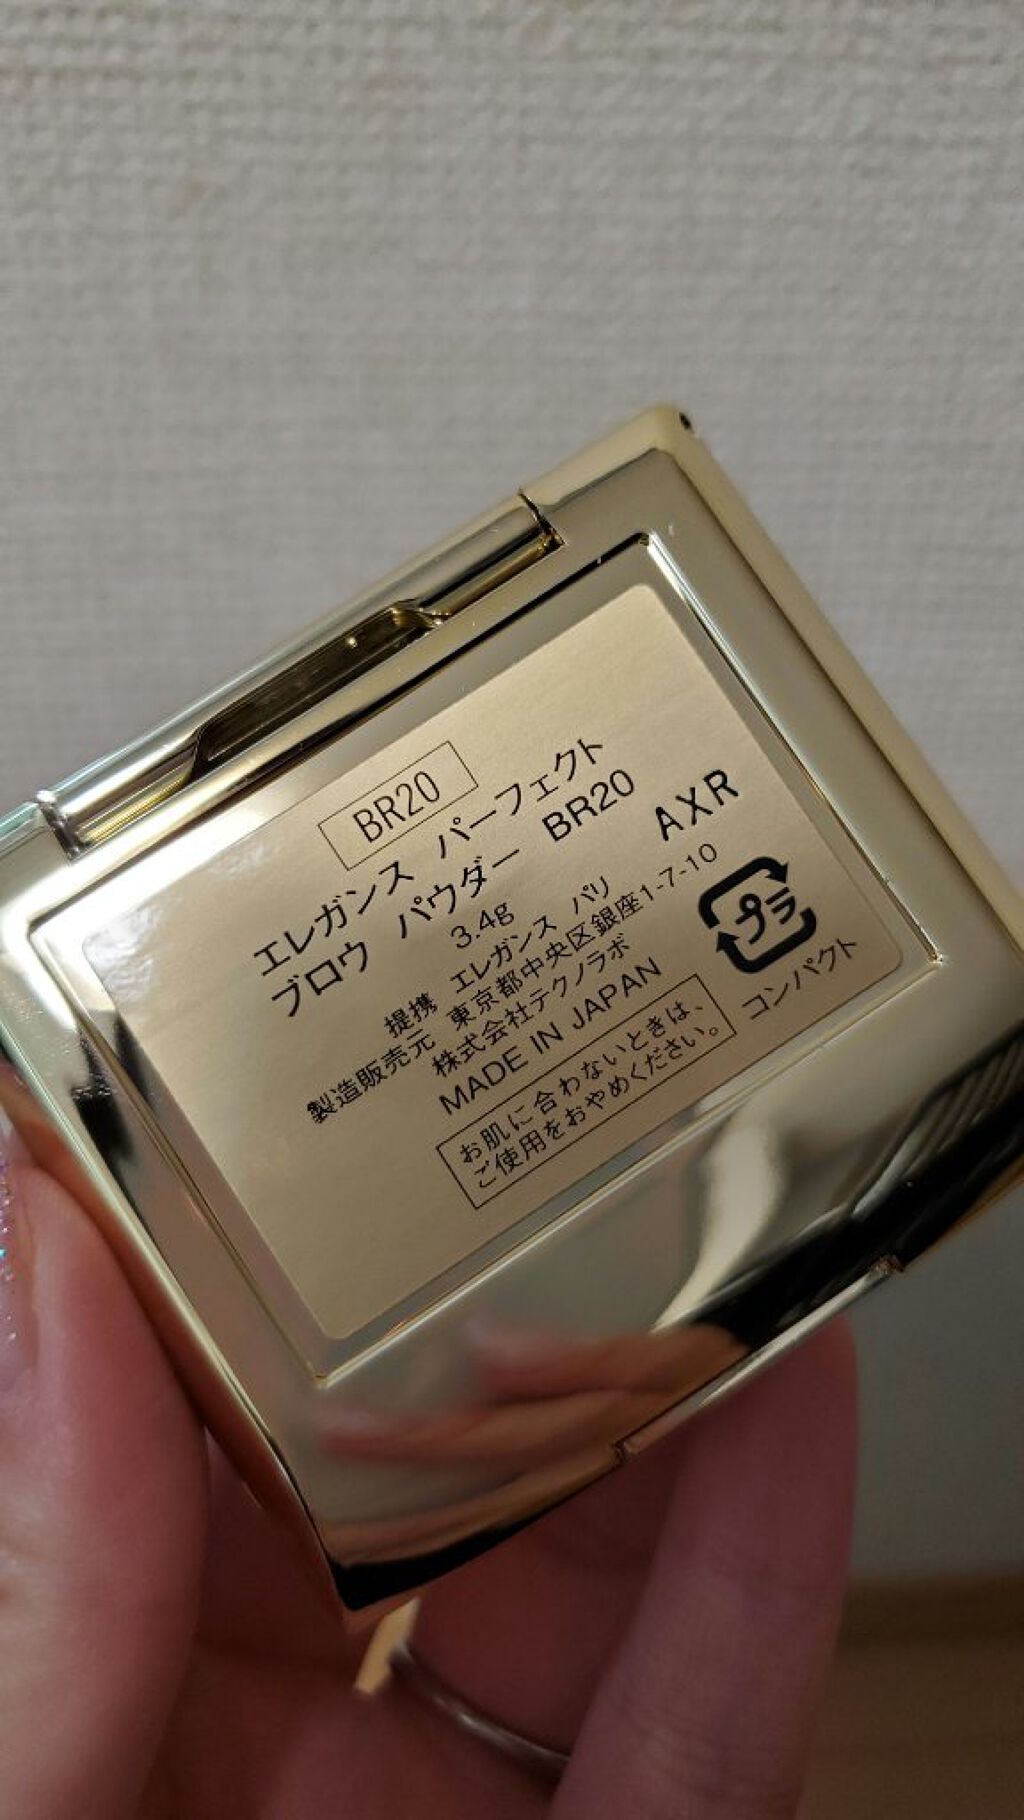 BR20
エレガンス パーフェクト
ブロウ パウダー BR20
3.4g
AXR
提携 エレガンス パリ
製造販売元 東京都中央区銀座1-7-10
株式会社テクノラボ
MADE IN JAPAN
プラ
コンパクト
お肌に合わないときは、
ご使用をおやめください。